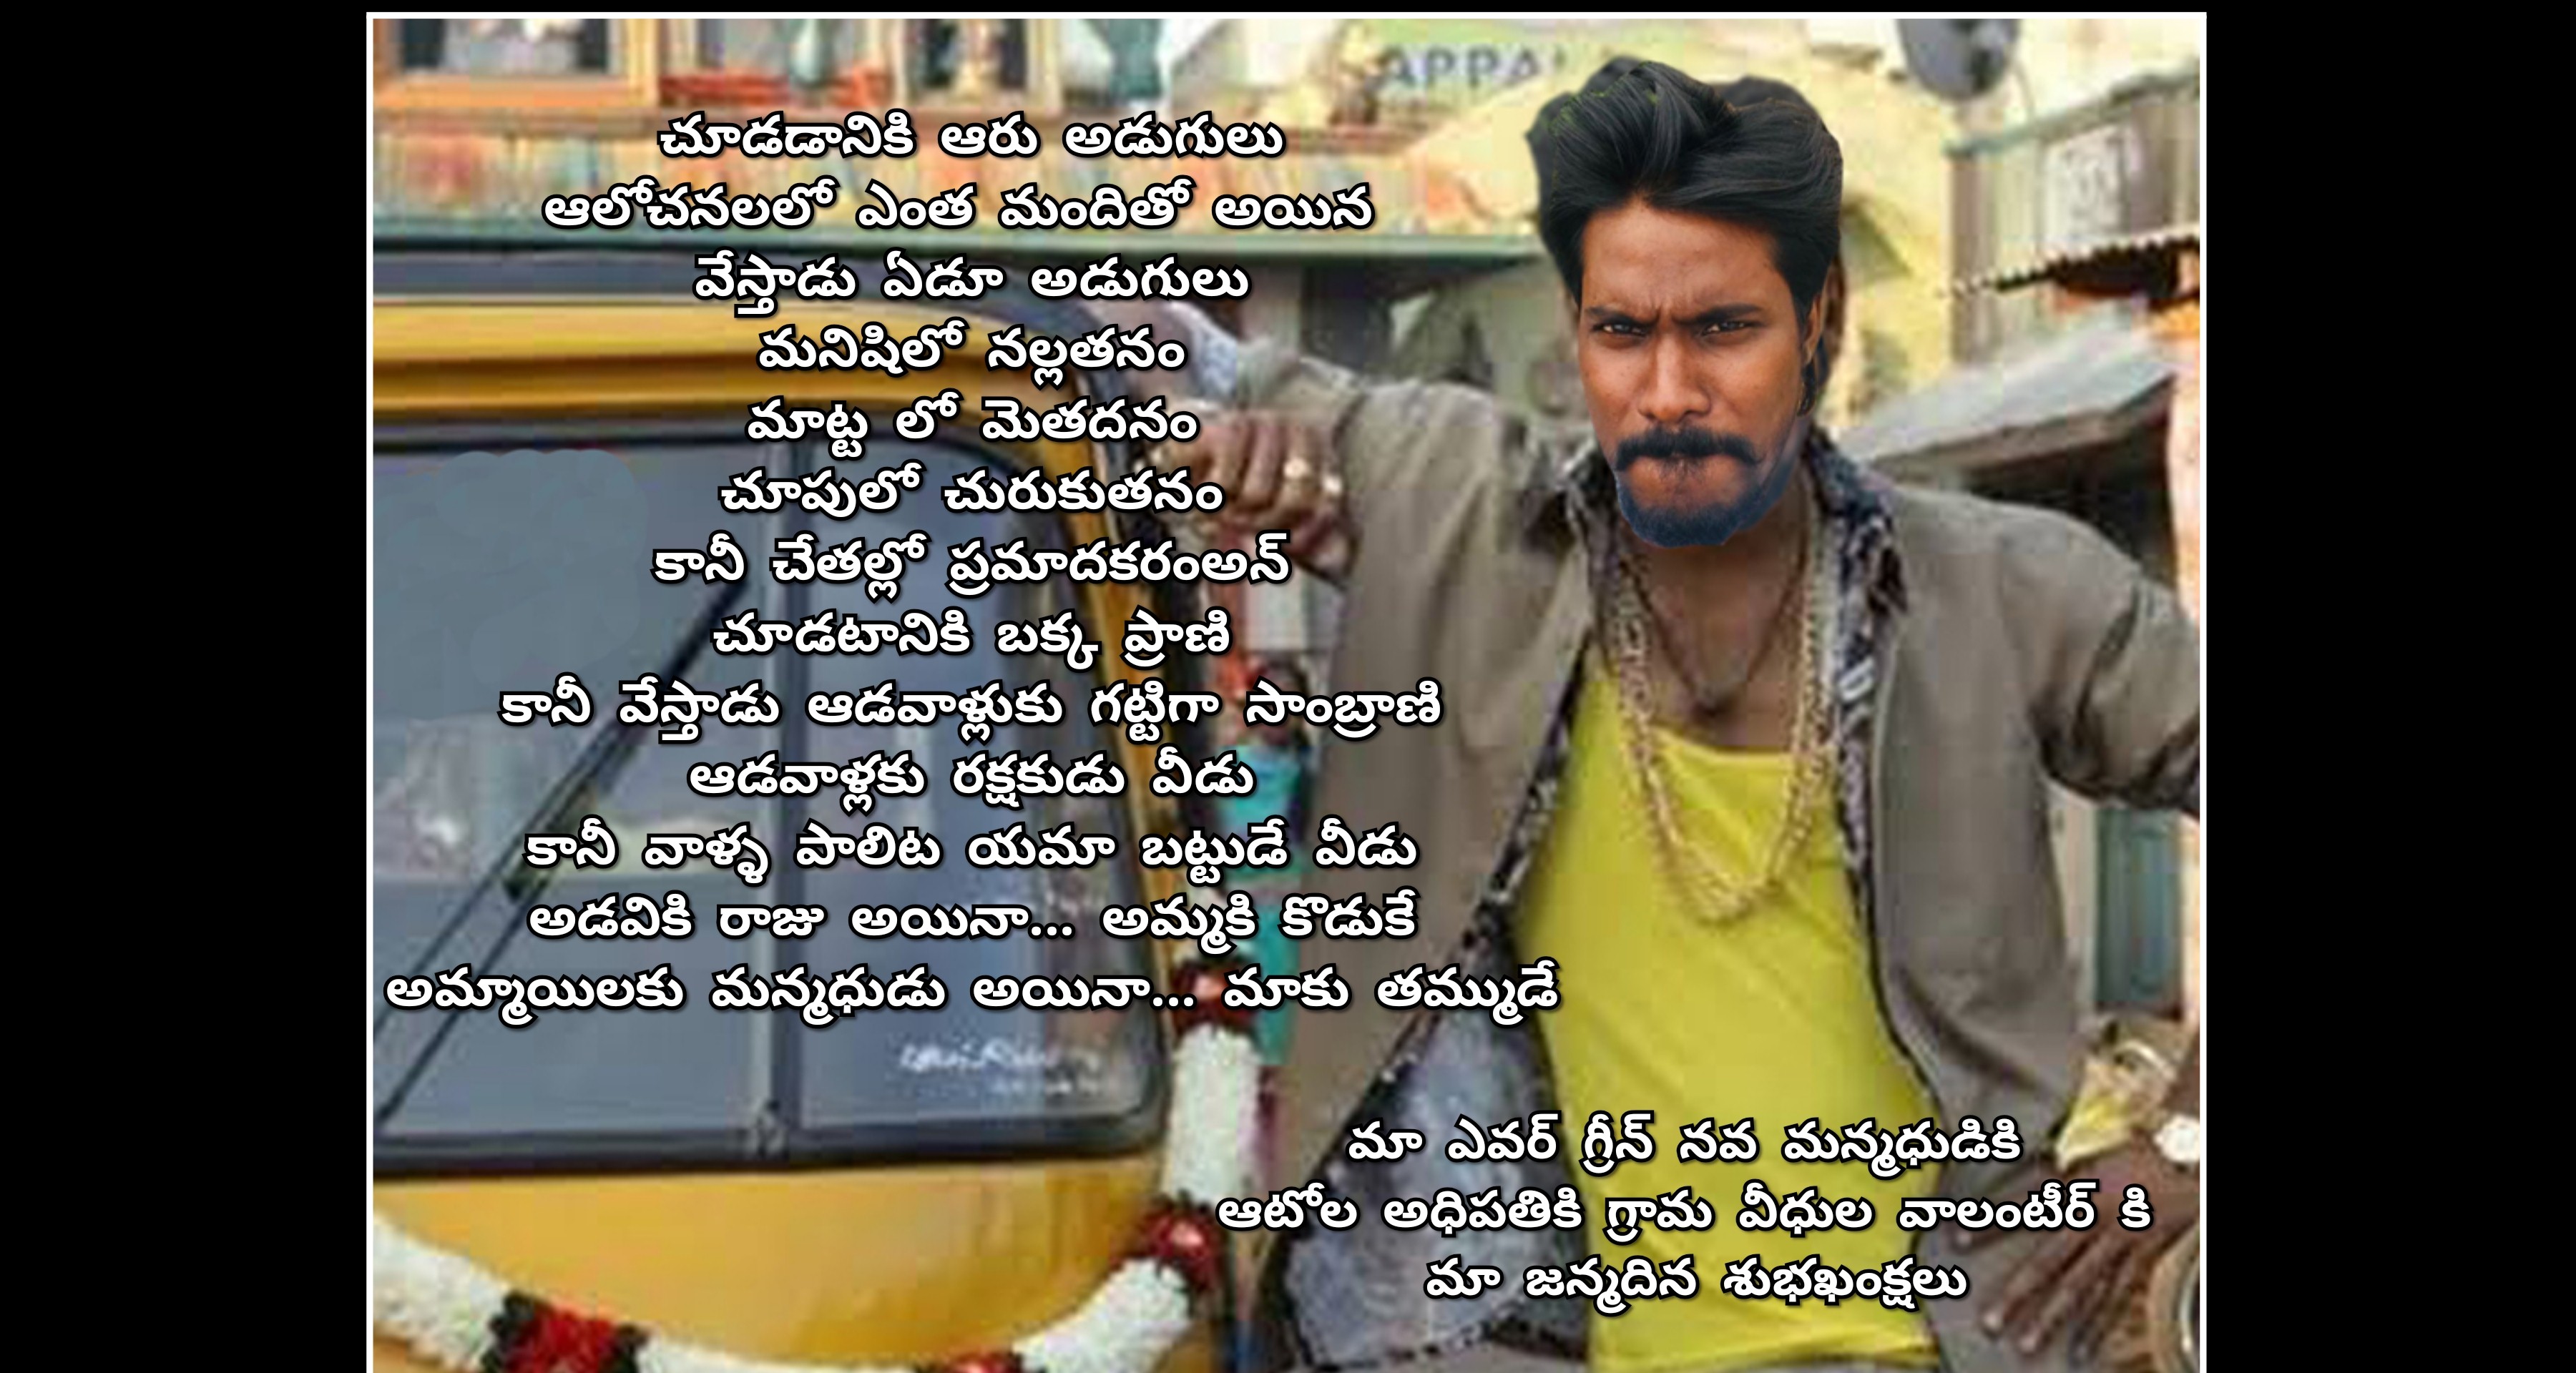 APPA
చూడడానికి ఆరు అడుగులు
ఆలోచనలలో ఎంత మందితో అయిన
వేస్తాడు ఏడూ అడుగులు
మనిషిలో నల్లతనం
మాట్ట లో మెతదనం
చూపులో చురుకుతనం
కానీ చేతల్లో ప్రమాదకరంఅన్
చూడటానికి బక్క ప్రాణి
కానీ వేస్తాడు ఆడవాళ్లుకు గట్టిగా సాంబ్రాణి
ఆడవాళ్లకు రక్షకుడు వీడు
కానీ వాళ్ళ పాలిట యమా బట్టుడే వీడు
అడవికి రాజు అయినా... అమ్మకి కొడుకే
అమ్మాయిలకు మన్మధుడు అయినా... మాకు తమ్ముడే
మా ఎవర్ గ్రీన్ నవ మన్మధుడికి
ఆటోల అధిపతికి గ్రామ వీధుల వాలంటీర్ కి
మా జన్మదిన శుభఖంక్షలు